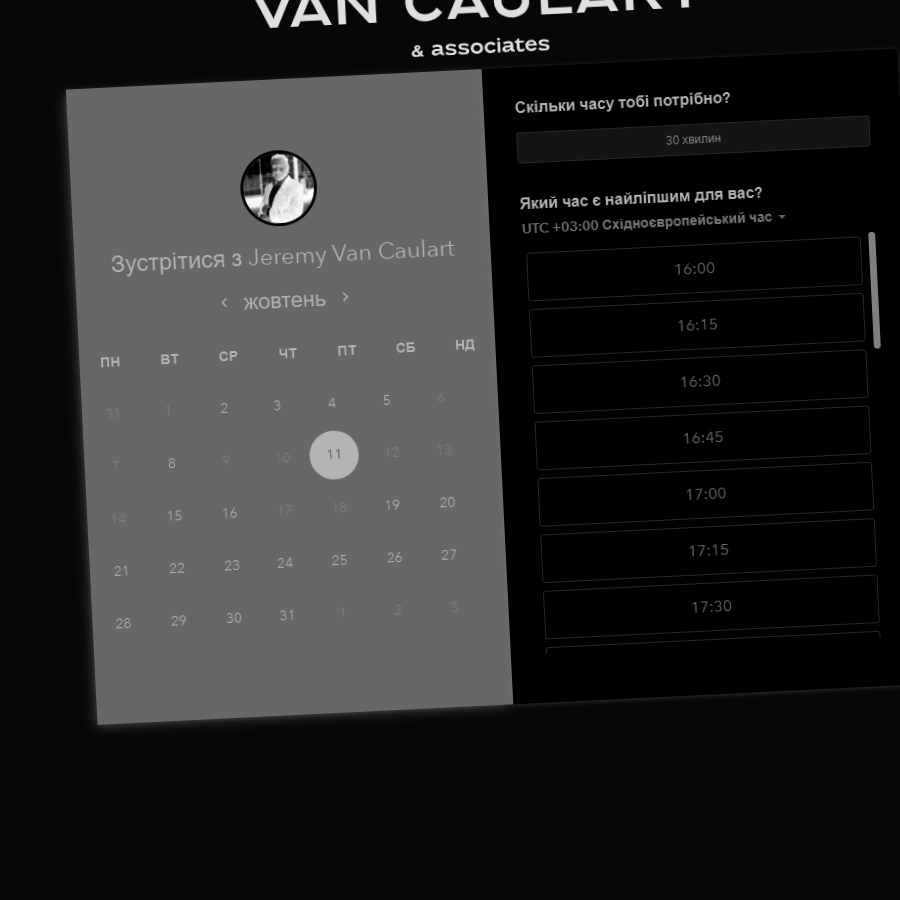 VAN CAULART
& associates
Зустрітися з Jeremy Van Caulart
‹ жовтень ›
ПН ВТ СР ЧТ ПТ СБ НД
31 1 2 3 4 5 6
7 8 9 10 11 12 13
14 15 16 17 18 19 20
21 22 23 24 25 26 27
28 29 30 31 1 2 3
Скільки часу тобі потрібно?
30 хвилин
Який час є найліпшим для вас?
UTC +03:00 Східноєвропейський час
16:00
16:15
16:30
16:45
17:00
17:15
17:30